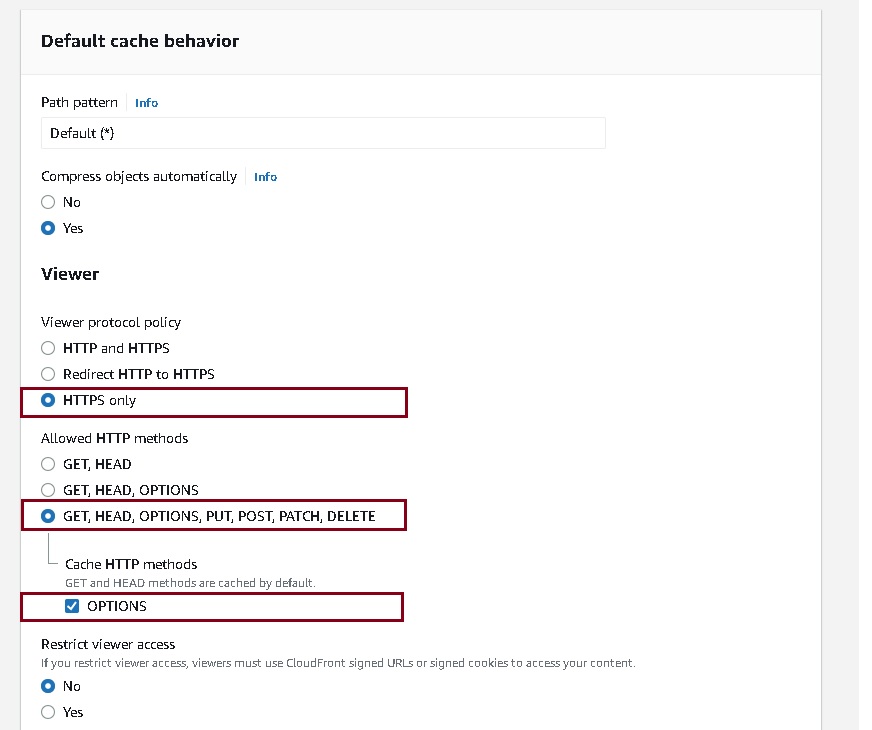 Default cache behavior
Path pattern Info
Default (*)
Compress objects automatically Info
No
Yes
Viewer
Viewer protocol policy
HTTP and HTTPS
Redirect HTTP to HTTPS
HTTPS only
Allowed HTTP methods
GET, HEAD
GET, HEAD, OPTIONS
GET, HEAD, OPTIONS, PUT, POST, PATCH, DELETE
Cache HTTP methods
GET and HEAD methods are cached by default.
OPTIONS
Restrict viewer access
If you restrict viewer access, viewers must use CloudFront signed URLs or signed cookies to access your content.
No
Yes